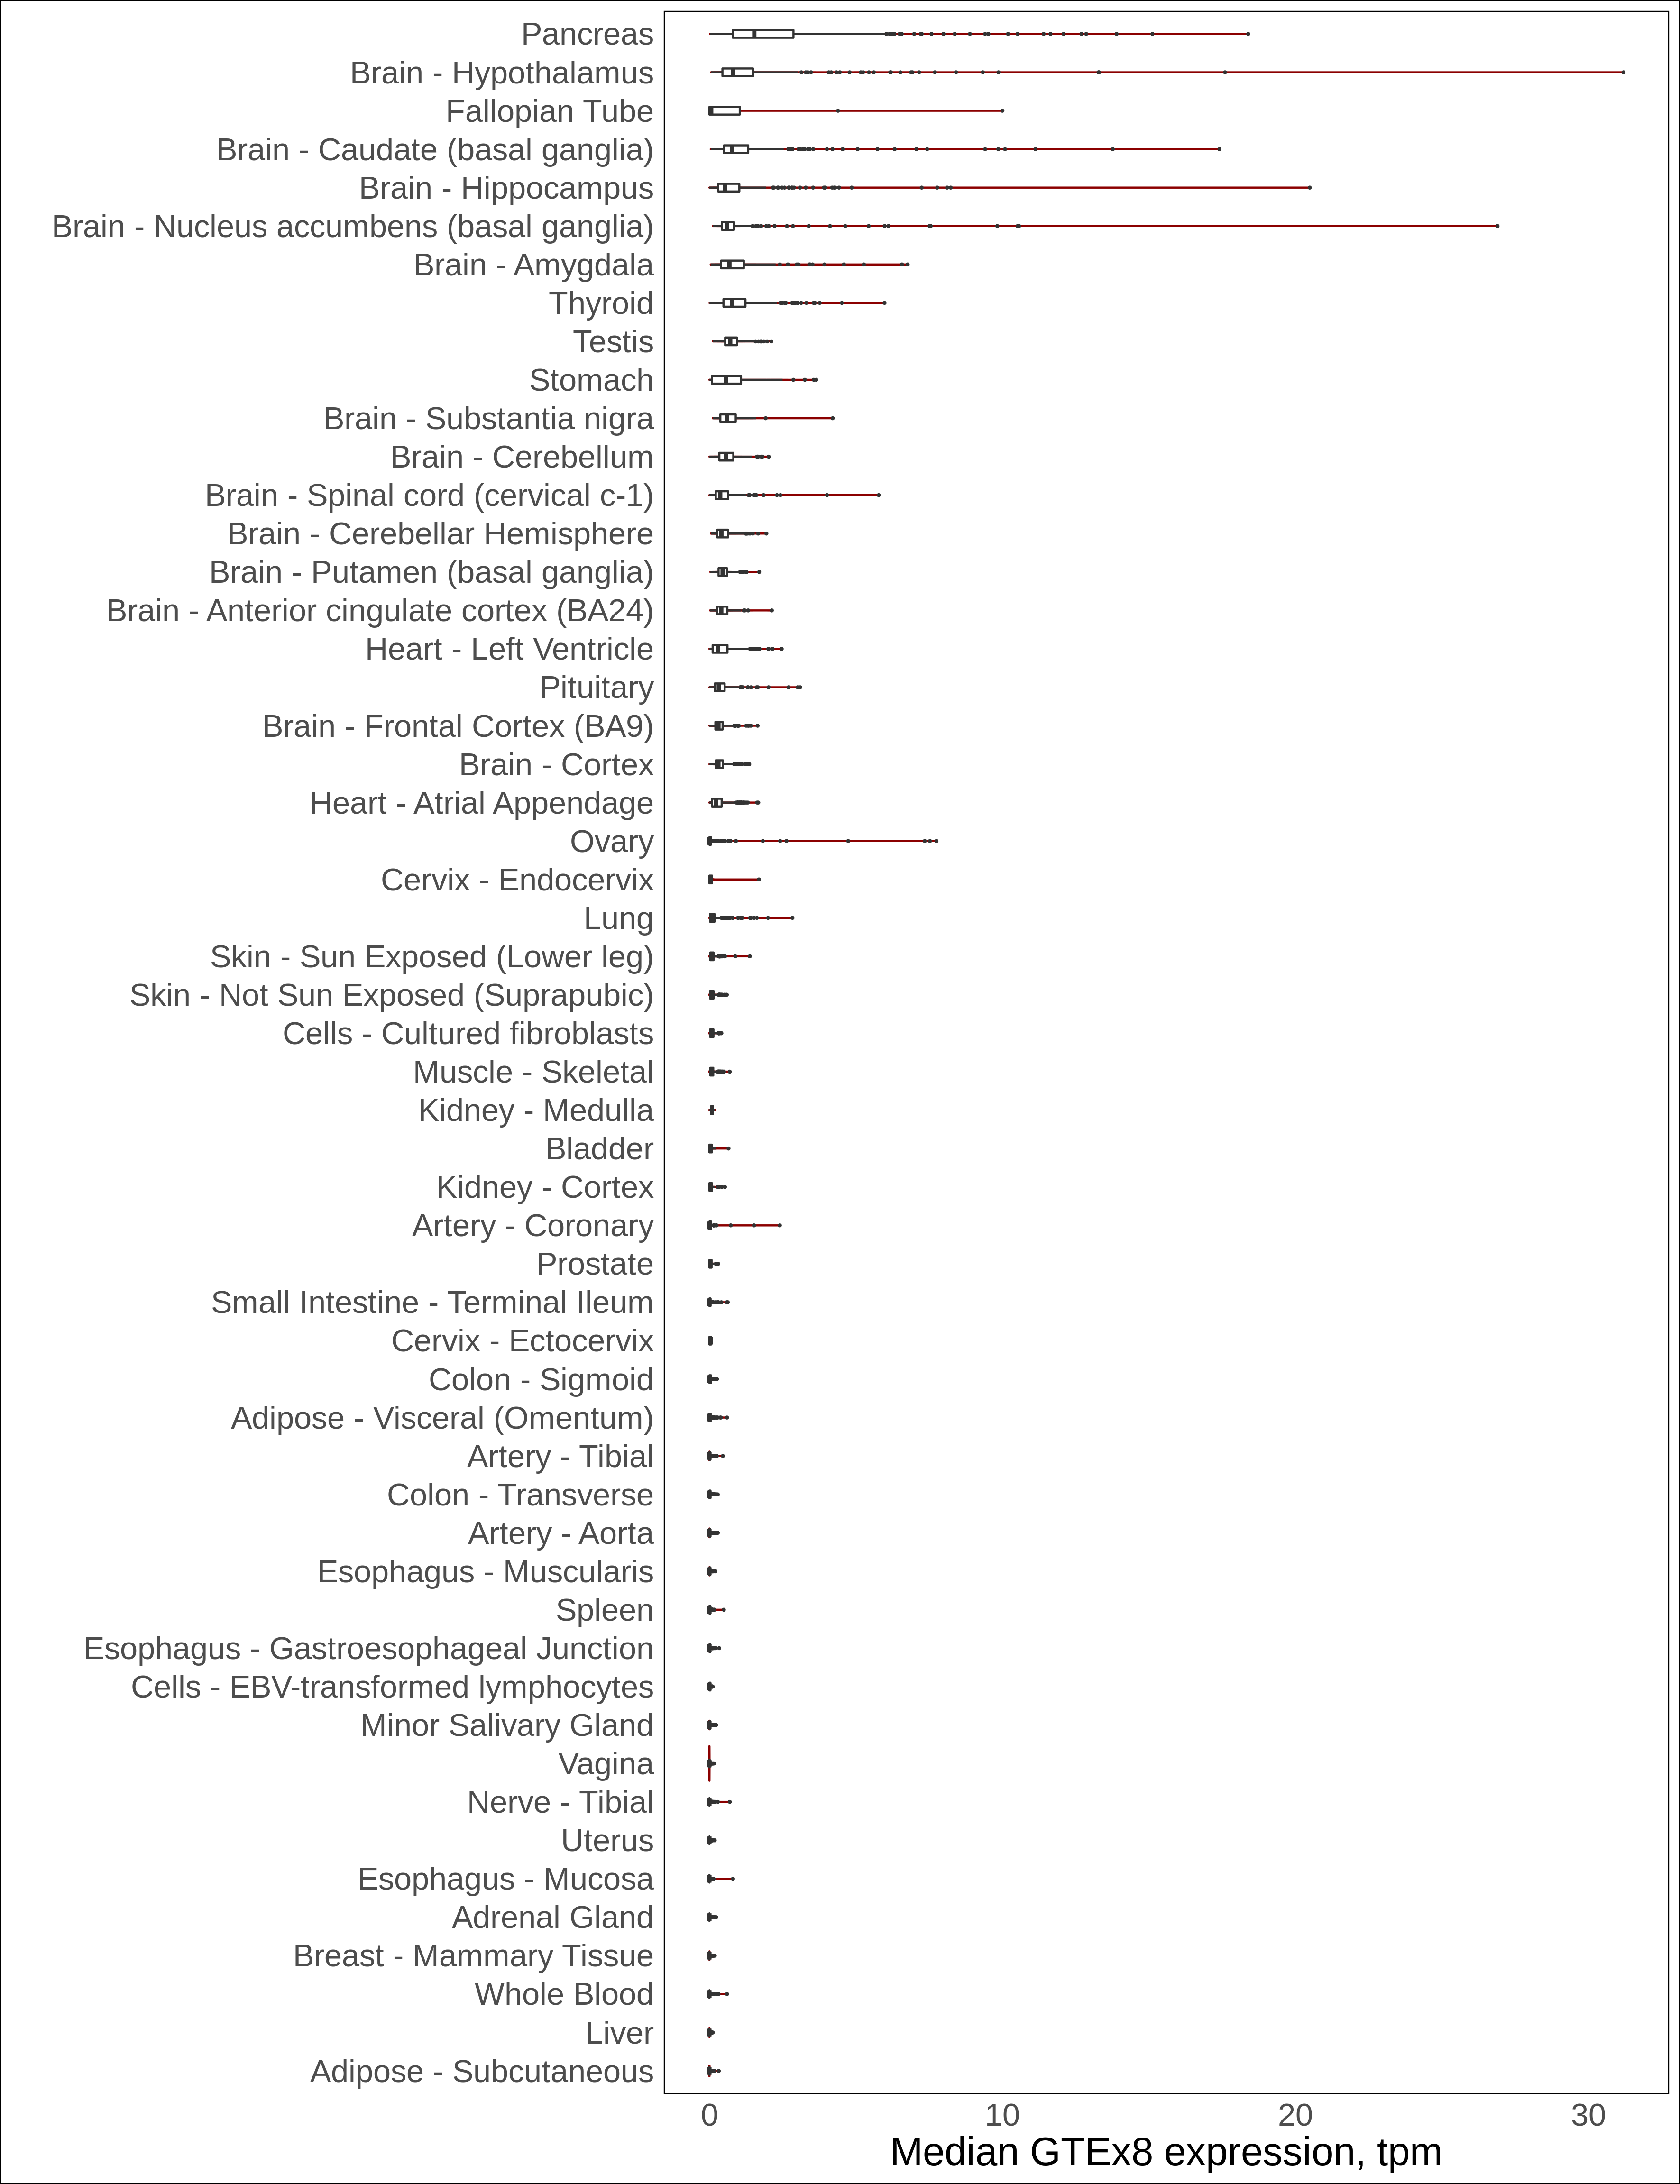 Pancreas
Brain - Hypothalamus
Fallopian Tube
Brain - Caudate (basal ganglia)
Brain - Hippocampus
Brain - Nucleus accumbens (basal ganglia)
Brain - Amygdala
Thyroid
Testis
Stomach
Brain - Substantia nigra
Brain - Cerebellum
Brain - Spinal cord (cervical c-1)
Brain - Cerebellar Hemisphere
Brain - Putamen (basal ganglia)
Brain - Anterior cingulate cortex (BA24)
Heart - Left Ventricle
Pituitary
Brain - Frontal Cortex (BA9)
Brain - Cortex
Heart - Atrial Appendage
Ovary
Cervix - Endocervix
Lung
Skin - Sun Exposed (Lower leg)
Skin - Not Sun Exposed (Suprapubic)
Cells - Cultured fibroblasts
Muscle - Skeletal
Kidney - Medulla
Bladder
Kidney - Cortex
Artery - Coronary
Prostate
Small Intestine - Terminal Ileum
Cervix - Ectocervix
Colon - Sigmoid
Adipose - Visceral (Omentum)
Artery - Tibial
Colon - Transverse
Artery - Aorta
Esophagus - Muscularis
Spleen
Esophagus - Gastroesophageal Junction
Cells - EBV-transformed lymphocytes
Minor Salivary Gland
Vagina
Nerve - Tibial
Uterus
Esophagus - Mucosa
Adrenal Gland
Breast - Mammary Tissue
Whole Blood
Liver
Adipose - Subcutaneous
0 10 20 30
Median GTEx8 expression, tpm